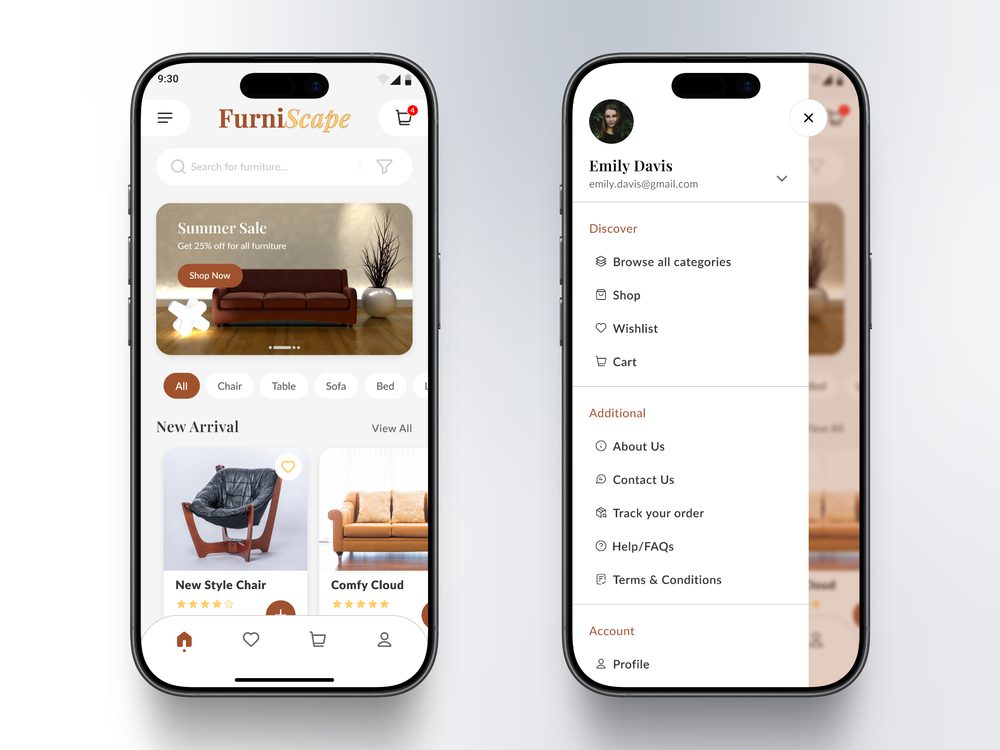 9:30
FurniScape
4
Search for furniture...
Summer Sale
Get 25% off for all furniture
Shop Now
All Chair Table Sofa Bed
New Arrival View All
New Style Chair Comfy Cloud
Emily Davis
emily.davis@gmail.com
Discover
Browse all categories
Shop
Wishlist
Cart
Additional
About Us
Contact Us
Track your order
Help/FAQs
Terms & Conditions
Account
Profile